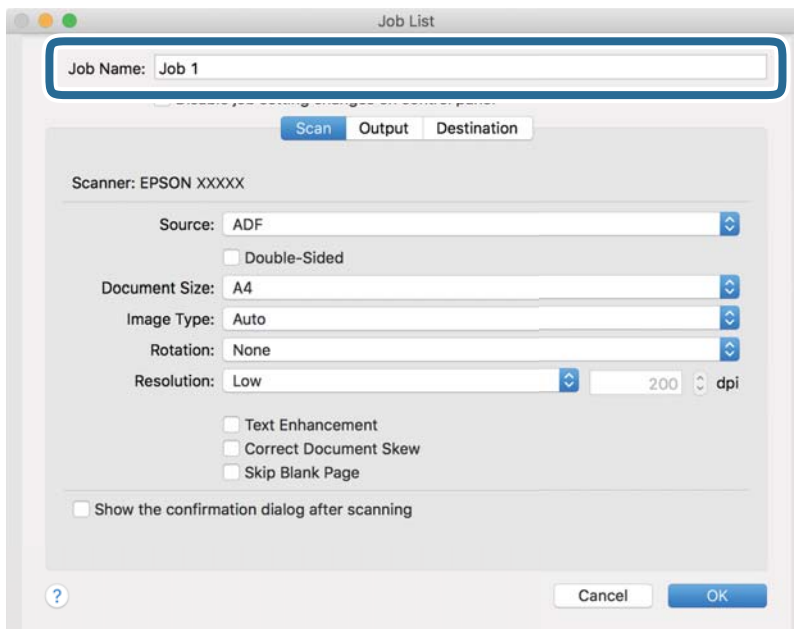 Job List
Job Name: Job 1
Scan Output Destination
Scanner: EPSON XXXXX
Source: ADF
Double-Sided
Document Size: A4
Image Type: Auto
Rotation: None
Resolution: Low 200 dpi
Text Enhancement
Correct Document Skew
Skip Blank Page
Show the confirmation dialog after scanning
? Cancel OK